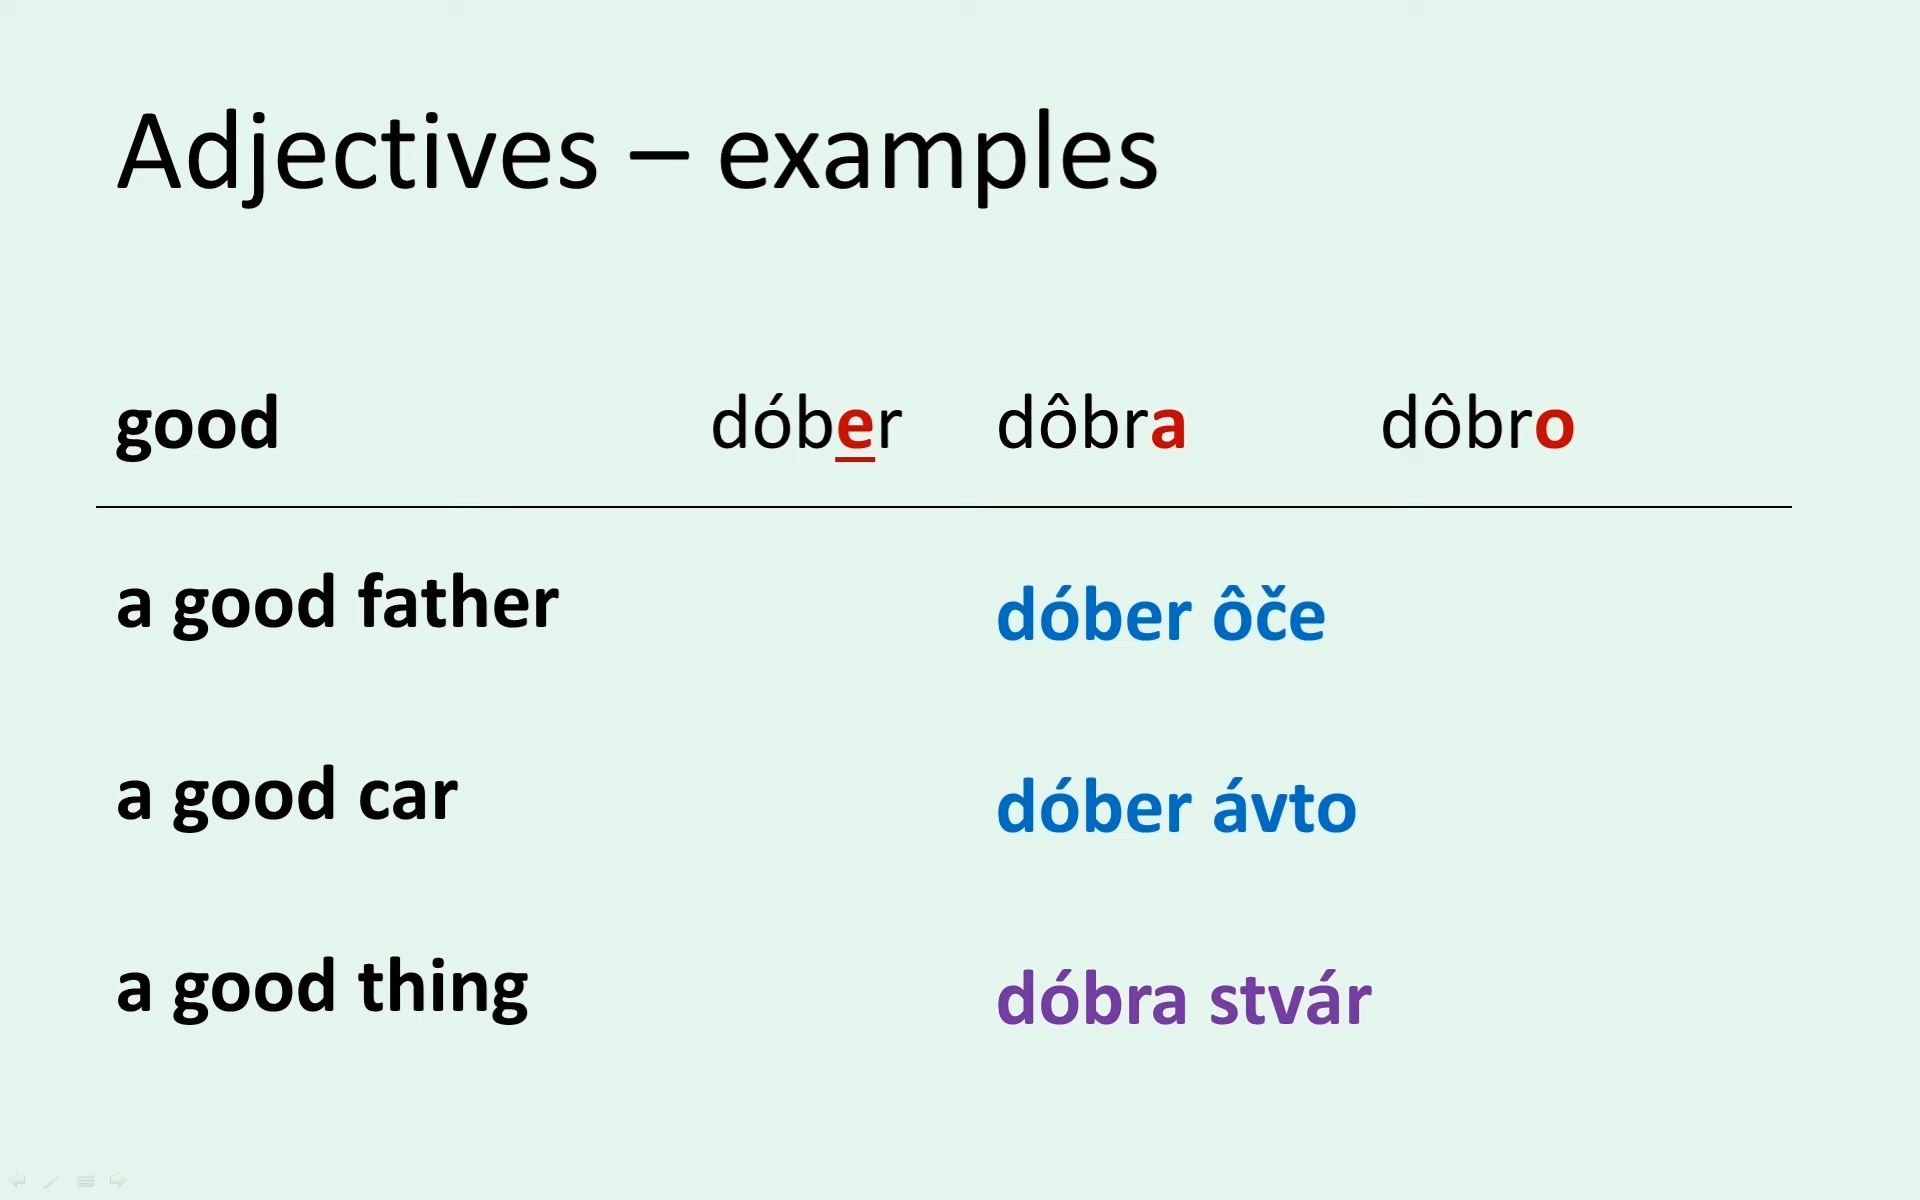 Adjectives – examples
good dóber dôbra dôbro
a good father dóber ôče
a good car dóber ávto
a good thing dóbra stvár